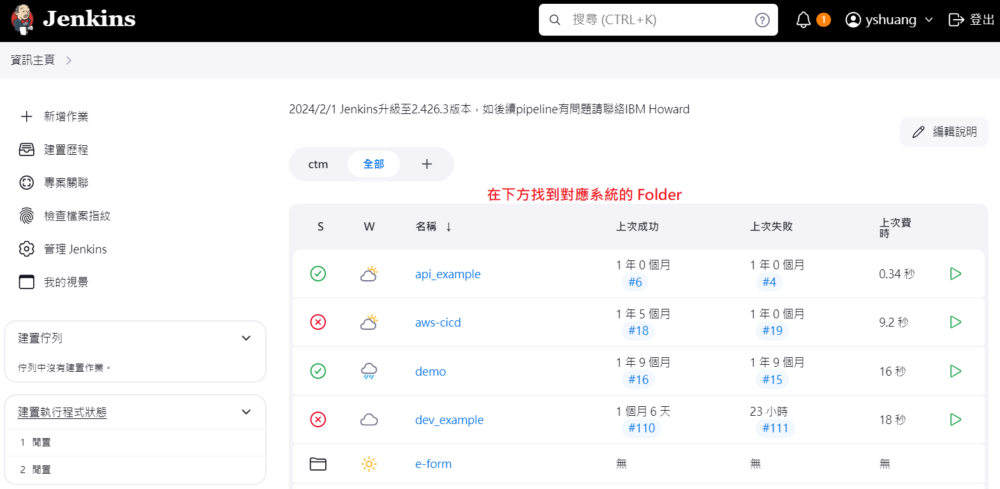 Jenkins
搜尋 (CTRL+K)
?
1
yshuang
登出
資訊主頁
新增作業
建置歷程
專案關聯
檢查檔案指紋
管理 Jenkins
我的視景
建置佇列
佇列中沒有建置作業。
建置執行程式狀態
1 閒置
2 閒置
2024/2/1 Jenkins升級至2.426.3版本，如後續pipeline有問題請聯絡IBM Howard
編輯說明
ctm 全部 +
在下方找到對應系統的 Folder
S W 名稱 ↓ 上次成功 上次失敗 上次費時
api_example 1 年 0 個月 #6 1 年 0 個月 #4 0.34 秒
aws-cicd 1 年 5 個月 #18 1 年 0 個月 #19 9.2 秒
demo 1 年 9 個月 #16 1 年 9 個月 #15 16 秒
dev_example 1 個月 6 天 #110 23 小時 #111 18 秒
e-form 無 無 無